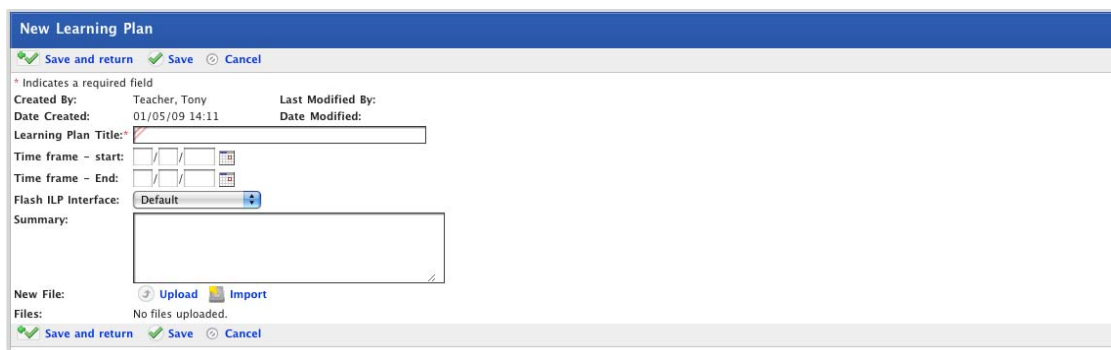 New Learning Plan
Save and return Save Cancel
* Indicates a required field
Created By: Teacher, Tony Last Modified By:
Date Created: 01/05/09 14:11 Date Modified:
Learning Plan Title:*
Time frame - start: / /
Time frame - End: / /
Flash ILP Interface: Default
Summary:
New File: Upload Import
Files: No files uploaded.
Save and return Save Cancel